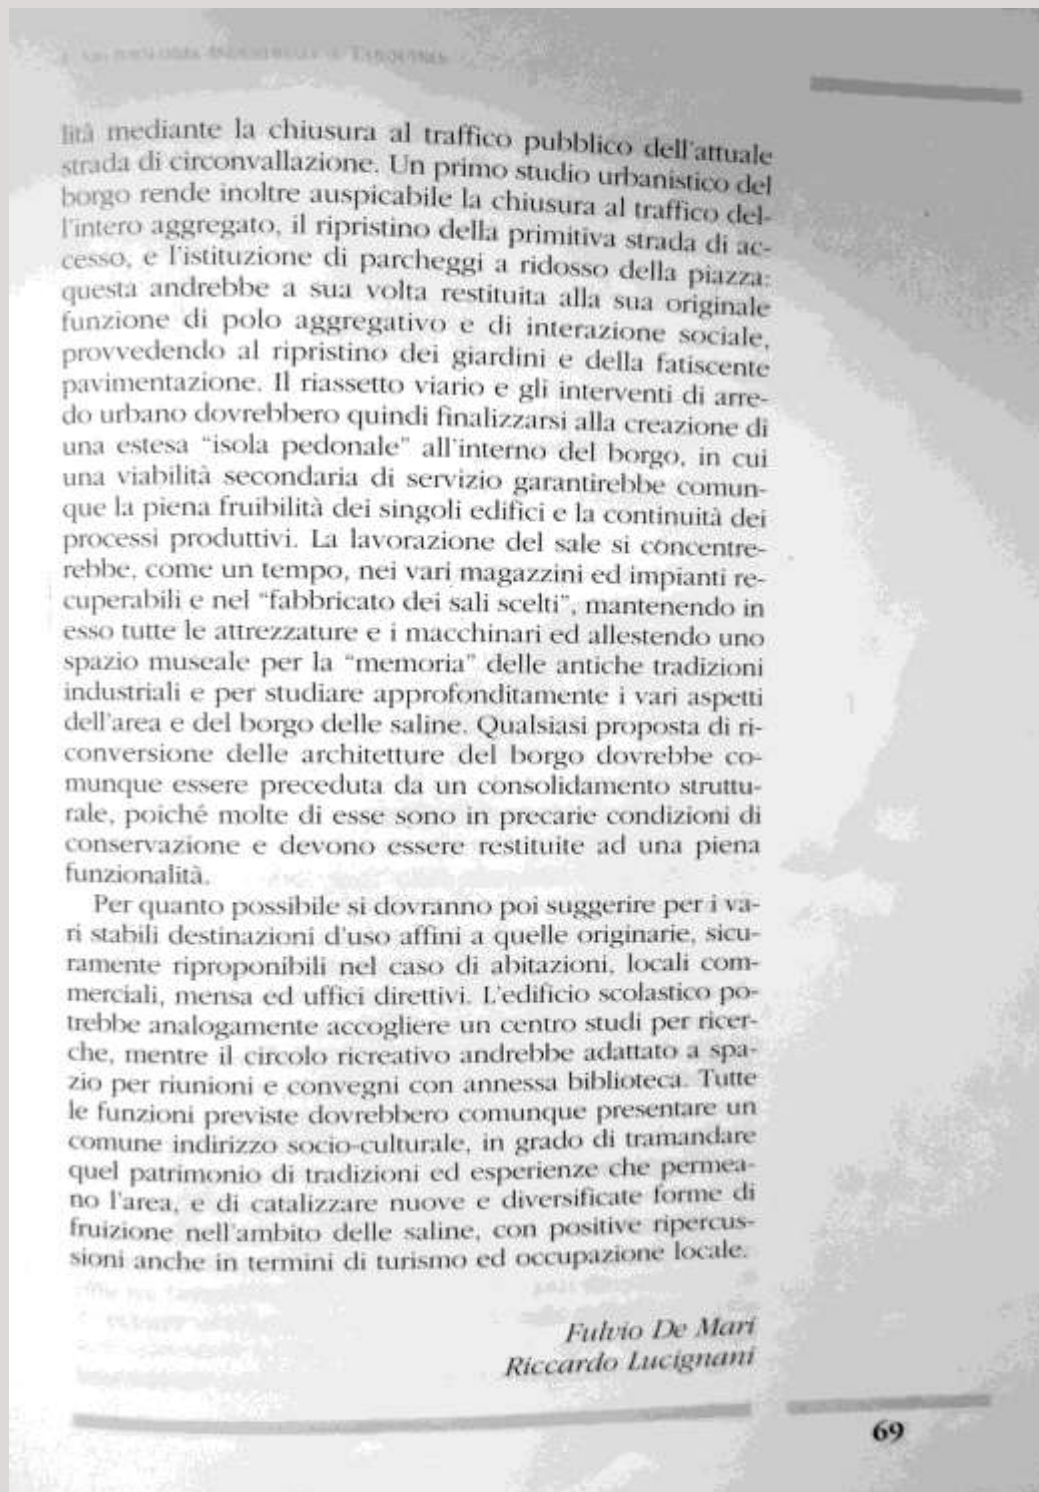 TARQUINIA
lità mediante la chiusura al traffico pubblico dell'attuale
strada di circonvallazione. Un primo studio urbanistico del
borgo rende inoltre auspicabile la chiusura al traffico del-
l'intero aggregato, il ripristino della primitiva strada di ac-
cesso, e l'istituzione di parcheggi a ridosso della piazza:
questa andrebbe a sua volta restituita alla sua originale
funzione di polo aggregativo e di interazione sociale,
provvedendo al ripristino dei giardini e della fatiscente
pavimentazione. Il riassetto viario e gli interventi di arre-
do urbano dovrebbero quindi finalizzarsi alla creazione di
una estesa “isola pedonale” all'interno del borgo, in cui
una viabilità secondaria di servizio garantirebbe comun-
que la piena fruibilità dei singoli edifici e la continuità dei
processi produttivi. La lavorazione del sale si concentre-
rebbe, come un tempo, nei vari magazzini ed impianti re-
cuperabili e nel “fabbricato dei sali scelti”, mantenendo in
esso tutte le attrezzature e i macchinari ed allestendo uno
spazio museale per la “memoria” delle antiche tradizioni
industriali e per studiare approfonditamente i vari aspetti
dell'area e del borgo delle saline. Qualsiasi proposta di ri-
conversione delle architetture del borgo dovrebbe co-
munque essere preceduta da un consolidamento struttu-
rale, poiché molte di esse sono in precarie condizioni di
conservazione e devono essere restituite ad una piena
funzionalità.
Per quanto possibile si dovranno poi suggerire per i va-
ri stabili destinazioni d'uso affini a quelle originarie, sicu-
ramente riproponibili nel caso di abitazioni, locali com-
merciali, mensa ed uffici direttivi. L'edificio scolastico po-
trebbe analogamente accogliere un centro studi per ricer-
che, mentre il circolo ricreativo andrebbe adattato a spa-
zio per riunioni e convegni con annessa biblioteca. Tutte
le funzioni previste dovrebbero comunque presentare un
comune indirizzo socio-culturale, in grado di tramandare
quel patrimonio di tradizioni ed esperienze che permea-
no l'area, e di catalizzare nuove e diversificate forme di
fruizione nell'ambito delle saline, con positive ripercus-
sioni anche in termini di turismo ed occupazione locale.
Fulvio De Mari
Riccardo Lucignani
69